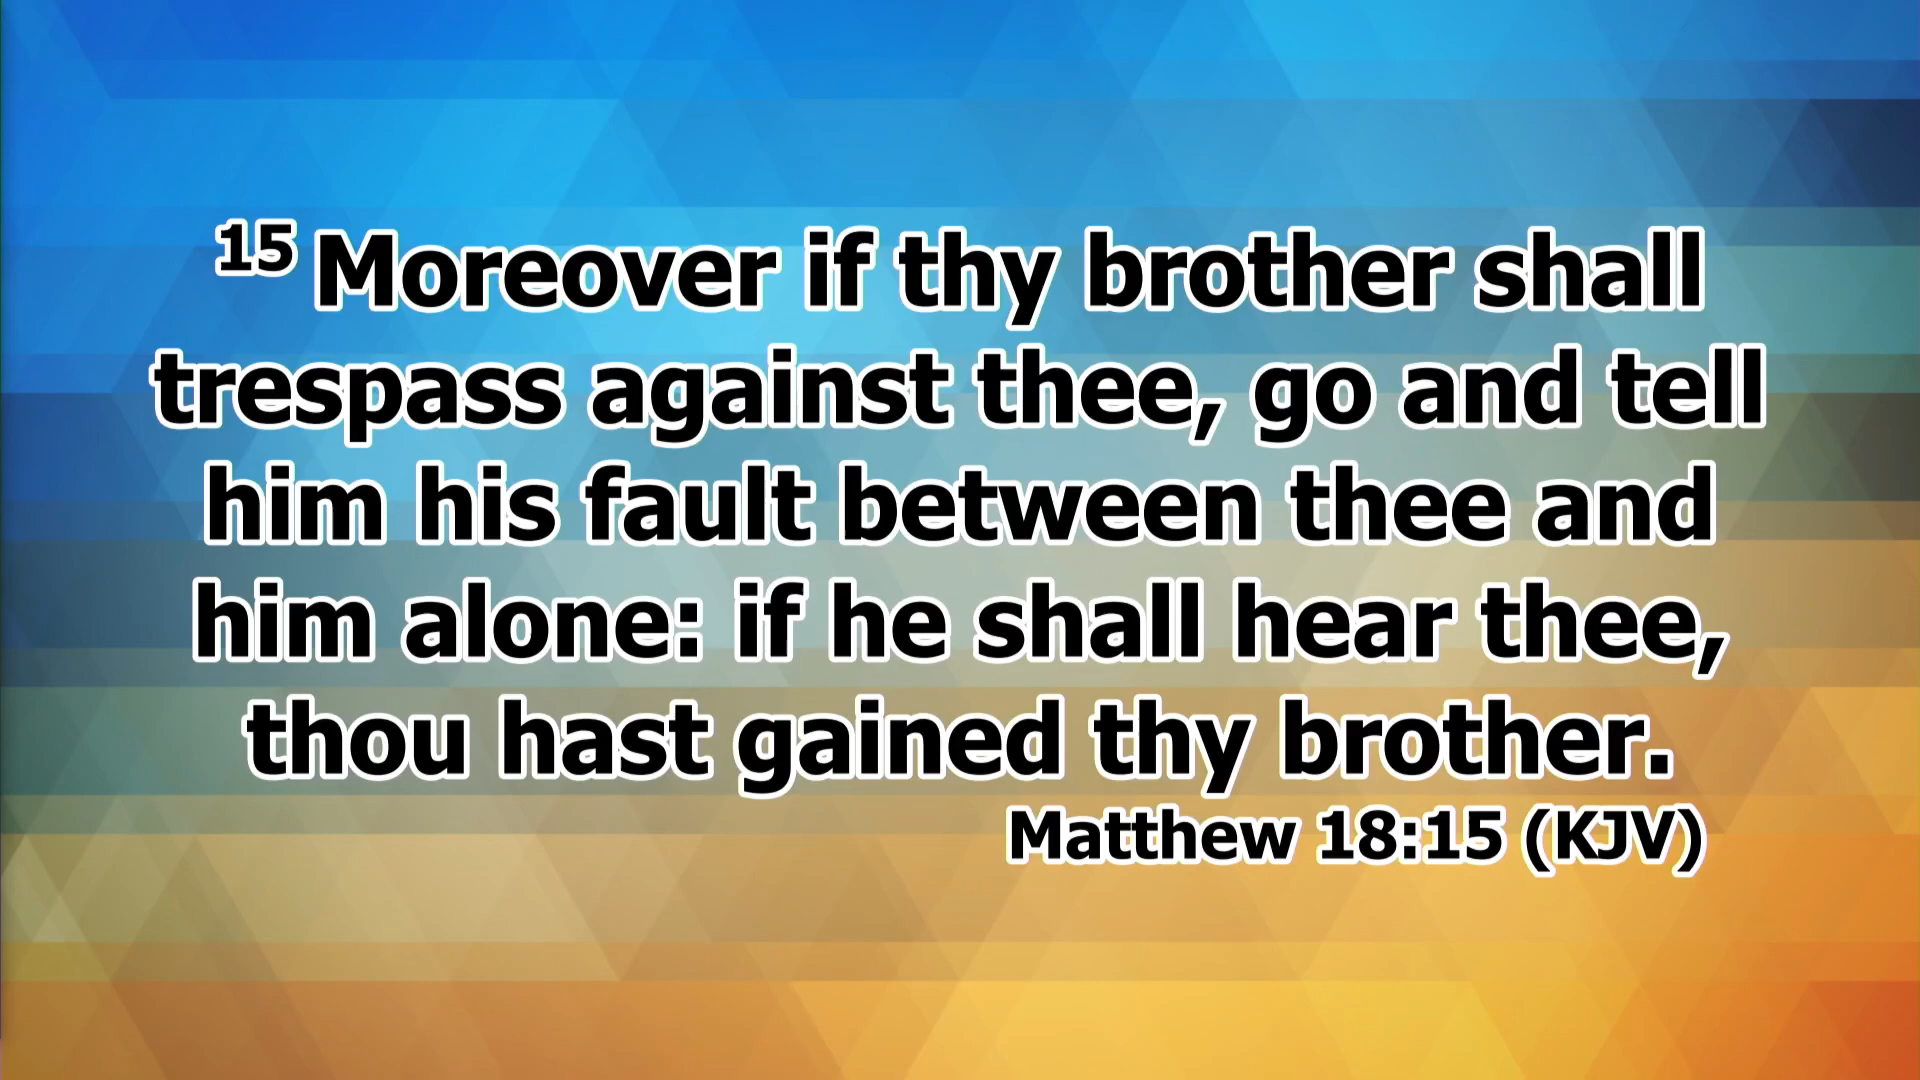 15 Moreover if thy brother shall
trespass against thee, go and tell
him his fault between thee and
him alone: if he shall hear thee,
thou hast gained thy brother.
Matthew 18:15 (KJV)